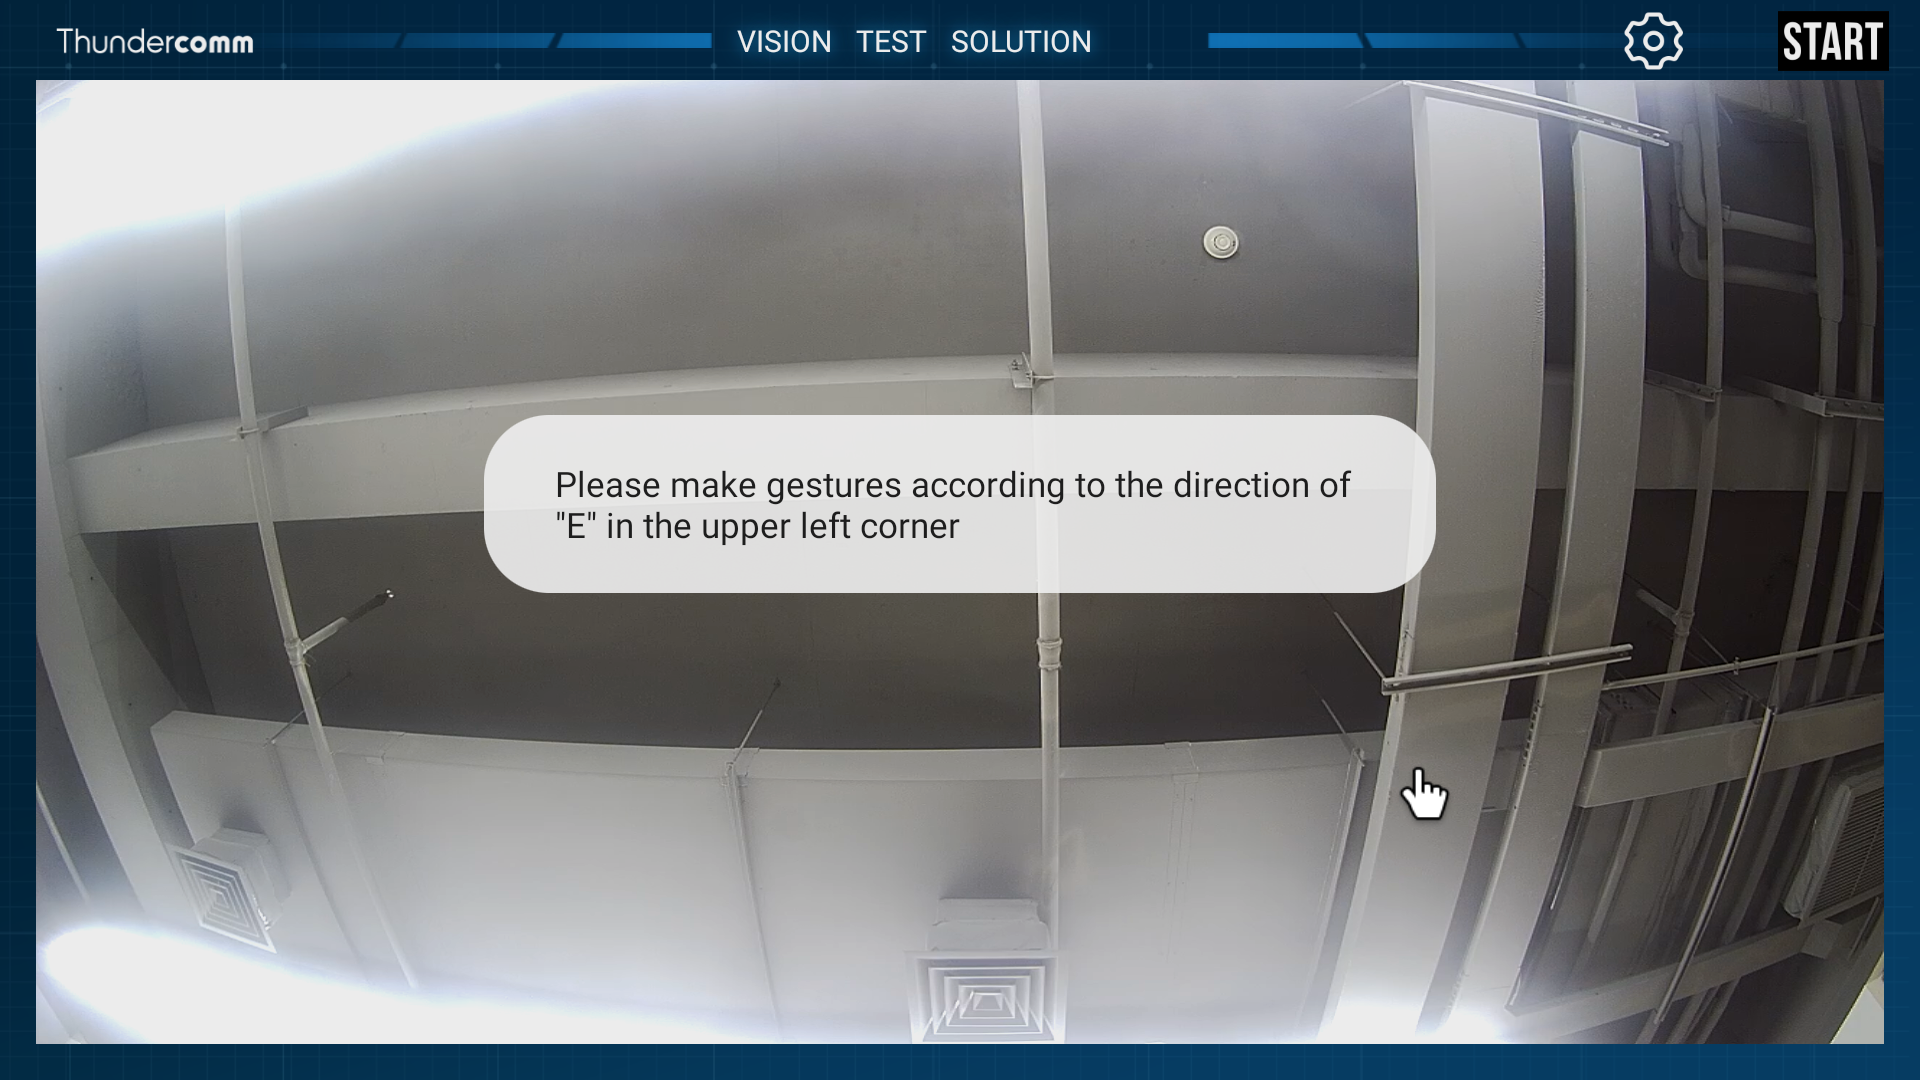 Thundercomm
VISION TEST SOLUTION
START
Please make gestures according to the direction of
"E" in the upper left corner